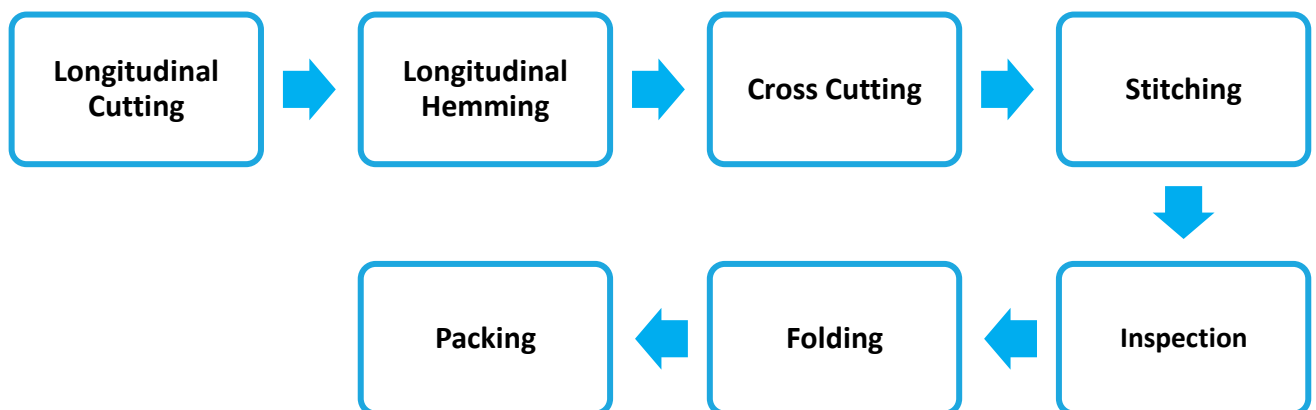 Longitudinal
Cutting
Longitudinal
Hemming
Cross Cutting
Stitching
Inspection
Folding
Packing